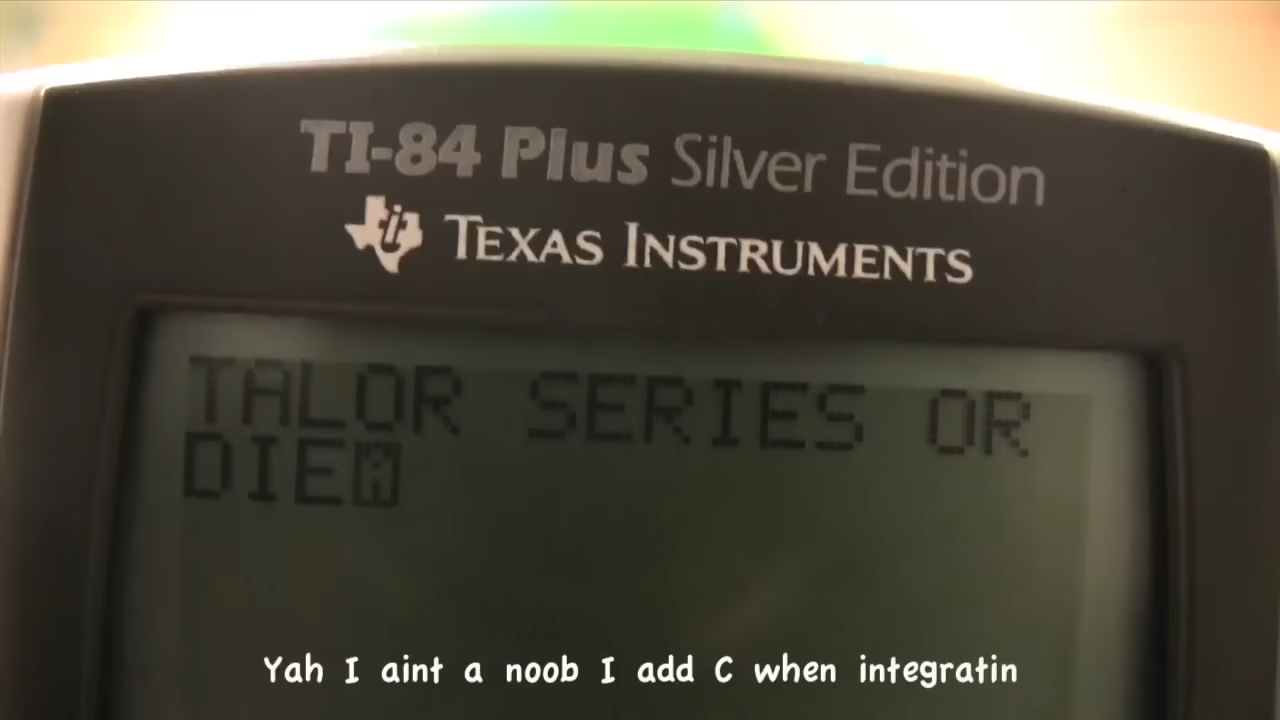 TI-84 Plus Silver Edition
TEXAS INSTRUMENTS
TALOR SERIES OR
DIE
Yah I aint a noob I add C when integratin